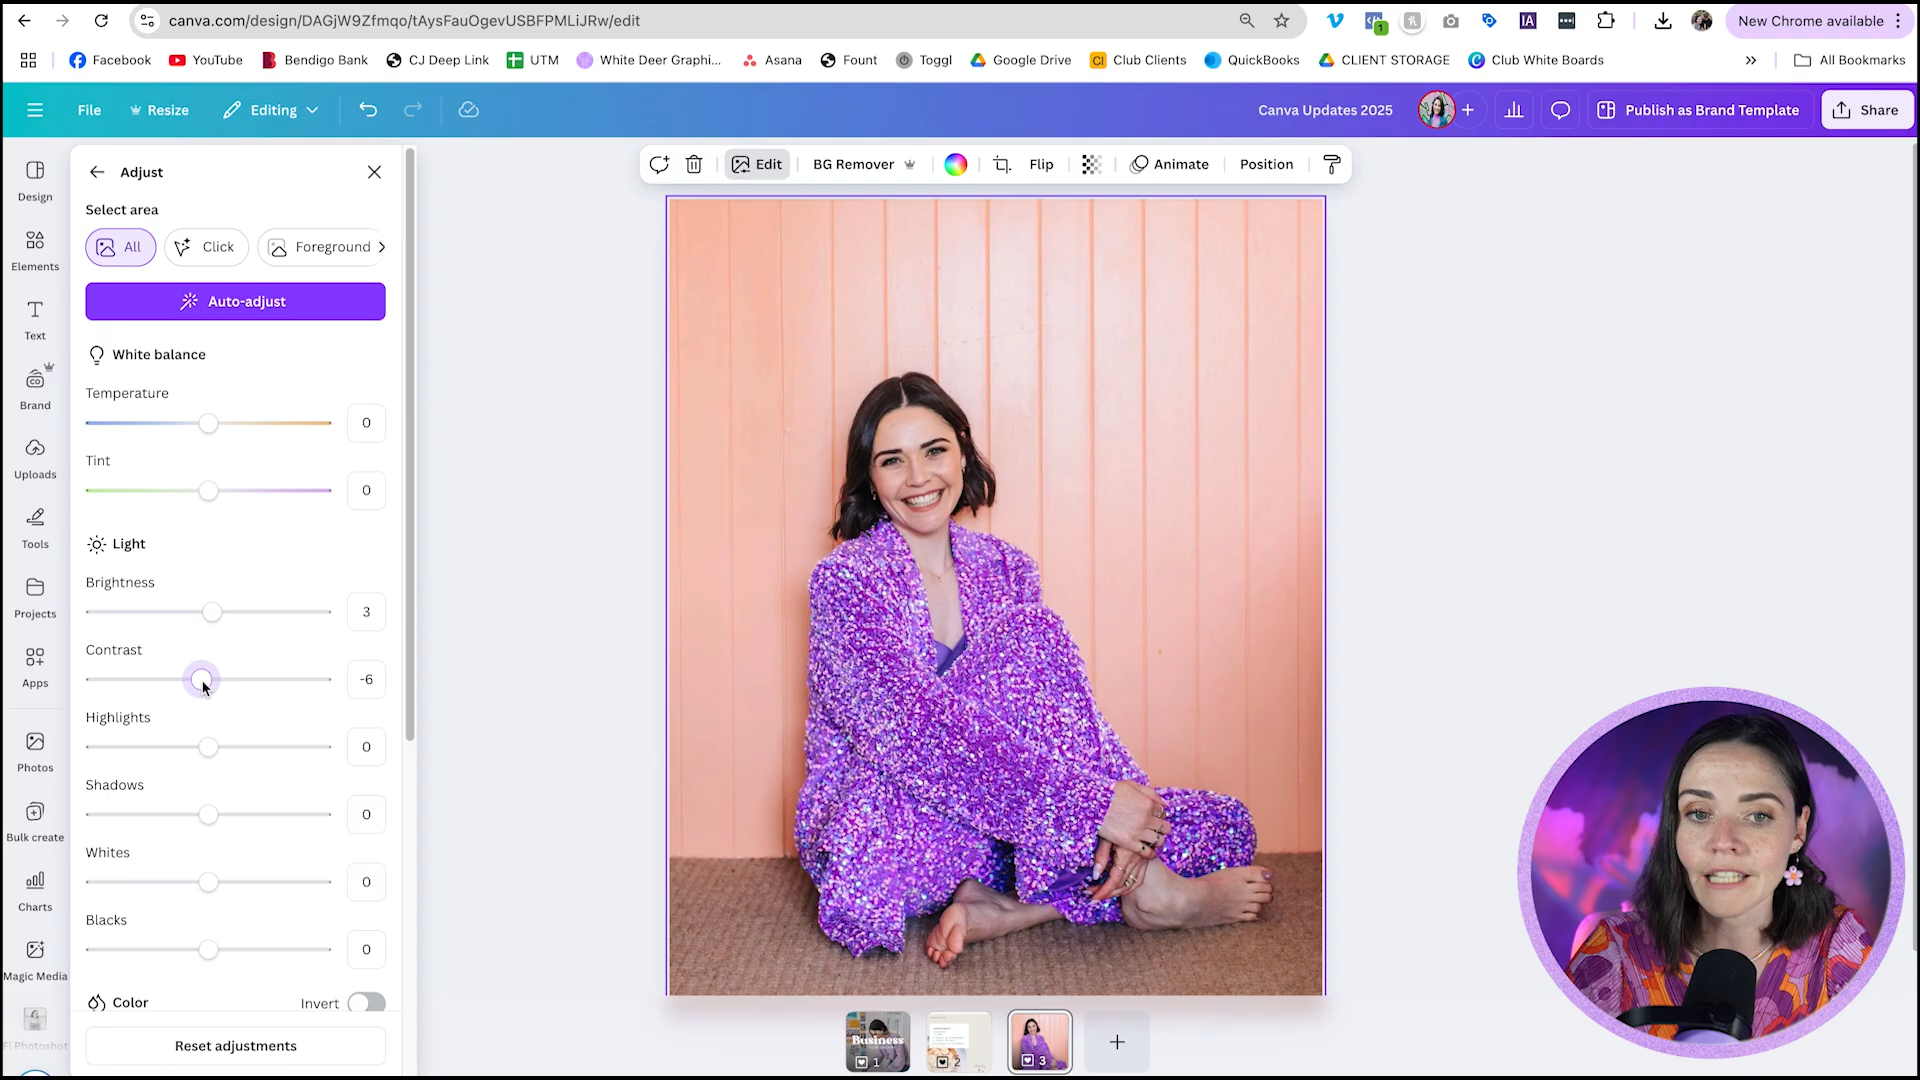 canva.com/design/DAGjW9Zfmqo/tAysFauOgevUSBFPMLiJRw/edit
1
IA
New Chrome available
Facebook
YouTube
Bendigo Bank
CJ Deep Link
UTM
White Deer Graphi...
Asana
Fount
Toggl
Google Drive
CI
Club Clients
QuickBooks
CLIENT STORAGE
Club White Boards
All Bookmarks
File
Resize
Editing
Canva Updates 2025
Publish as Brand Template
Share
Design
Elements
Text
Brand
Uploads
Tools
Projects
Apps
Photos
Bulk create
Charts
Magic Media
Fi Photoshot
Adjust
Select area
All
Click
Foreground
Auto-adjust
White balance
Temperature
0
Tint
0
Light
Brightness
3
Contrast
-6
Highlights
0
Shadows
0
Whites
0
Blacks
0
Color
Invert
Reset adjustments
Edit
BG Remover
Flip
Animate
Position
Business
1
2
3